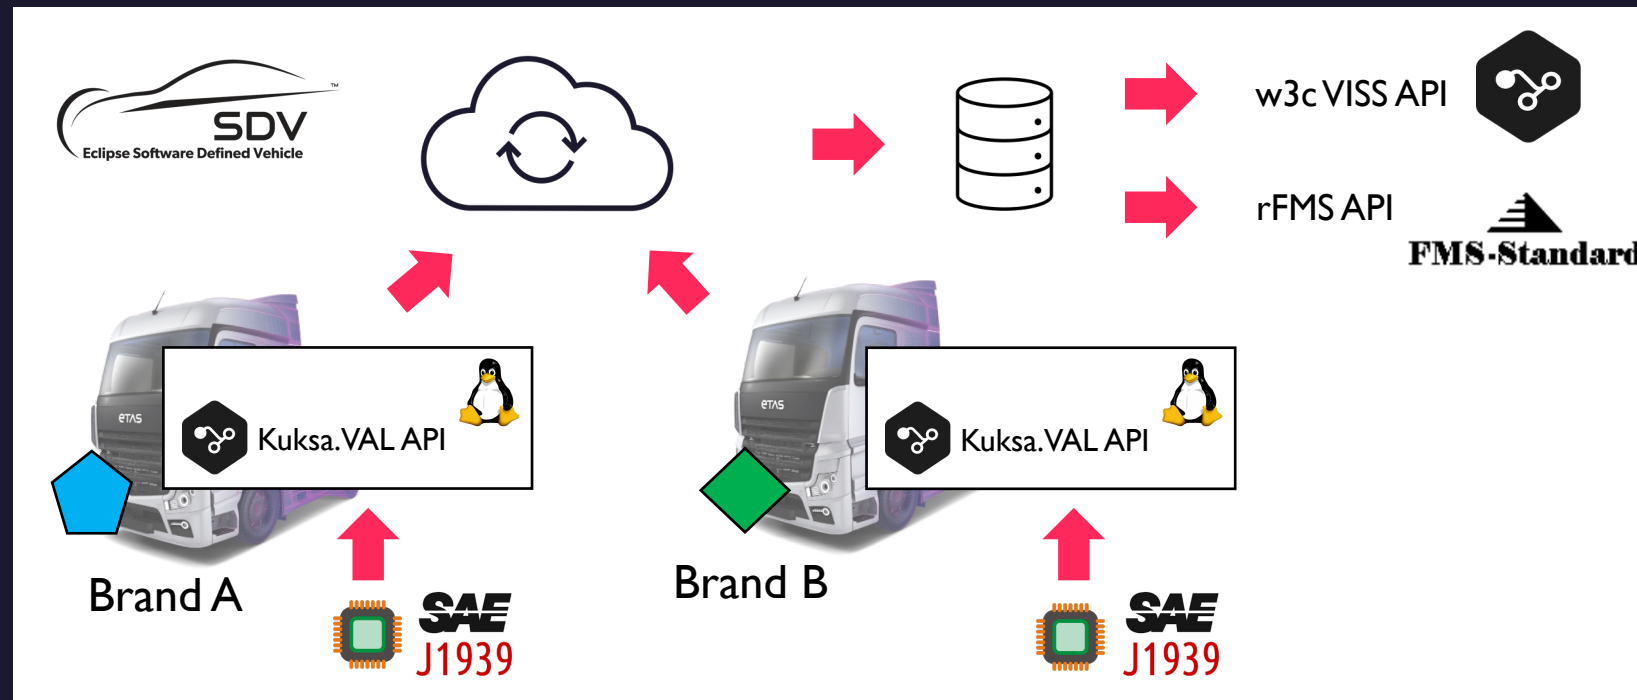 SDV
TM
Eclipse Software Defined Vehicle
w3c VISS API
rFMS API
FMS-Standard
eTAS
Kuksa.VAL API
Brand A
SAE
J1939
eTAS
Kuksa.VAL API
Brand B
SAE
J1939